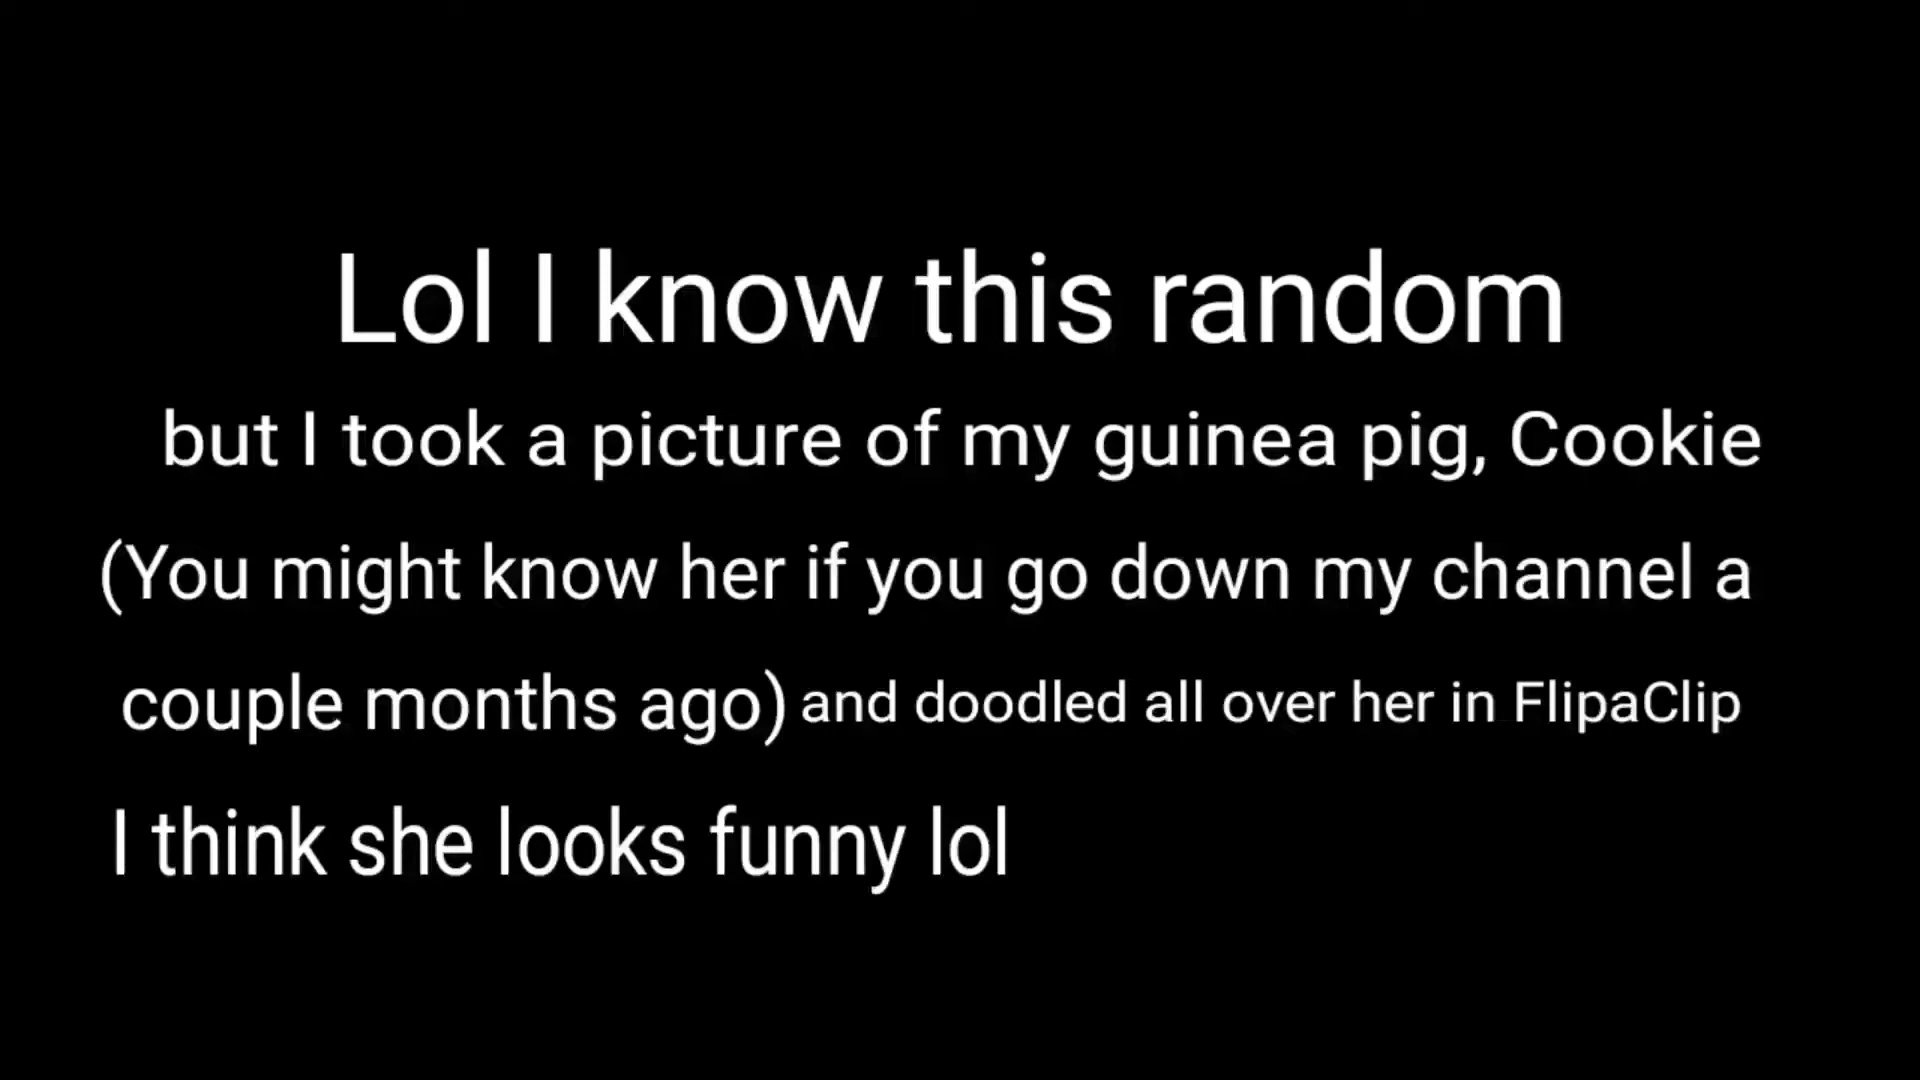 Lol I know this random
but I took a picture of my guinea pig, Cookie
(You might know her if you go down my channel a
couple months ago) and doodled all over her in FlipaClip
I think she looks funny lol